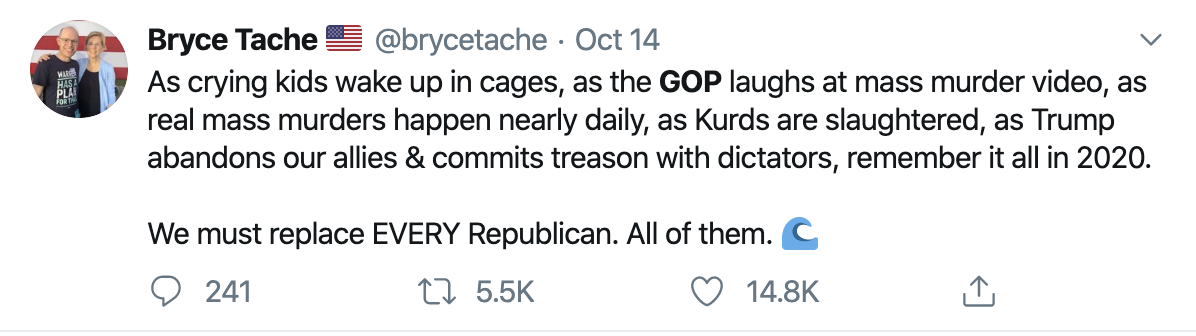 Bryce Tache 🇺🇸 @brycetache · Oct 14
As crying kids wake up in cages, as the GOP laughs at mass murder video, as
real mass murders happen nearly daily, as Kurds are slaughtered, as Trump
abandons our allies & commits treason with dictators, remember it all in 2020.
We must replace EVERY Republican. All of them. 🌊
241 5.5K 14.8K